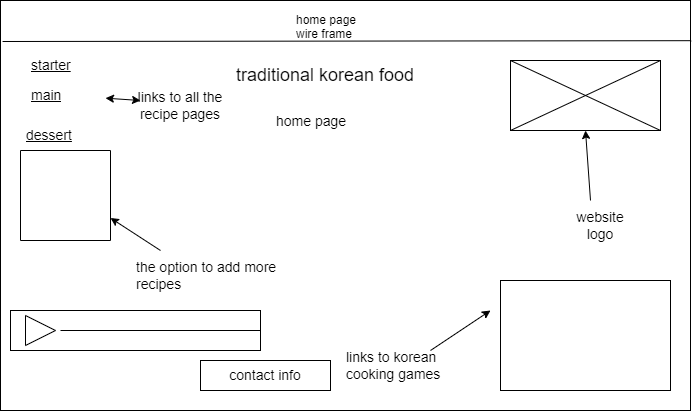 home page
wire frame
starter
traditional korean food
main
links to all the
recipe pages
home page
dessert
website
logo
the option to add more
recipes
links to korean
cooking games
contact info